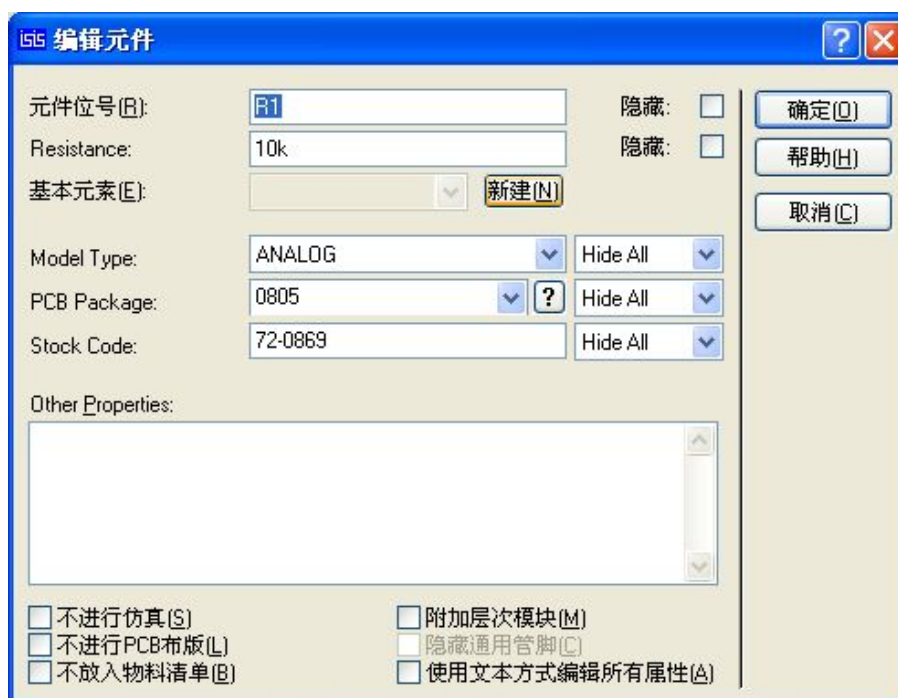 isis 编辑元件
元件位号(R): R1 隐藏: 确定(O)
Resistance: 10k 隐藏: 帮助(H)
基本元素(E): 新建(N) 取消(C)
Model Type: ANALOG Hide All
PCB Package: 0805 ? Hide All
Stock Code: 72-0869 Hide All
Other Properties:
不进行仿真(S) 附加层次模块(M)
不进行PCB布版(L) 隐藏通用管脚(C)
不放入物料清单(B) 使用文本方式编辑所有属性(A)